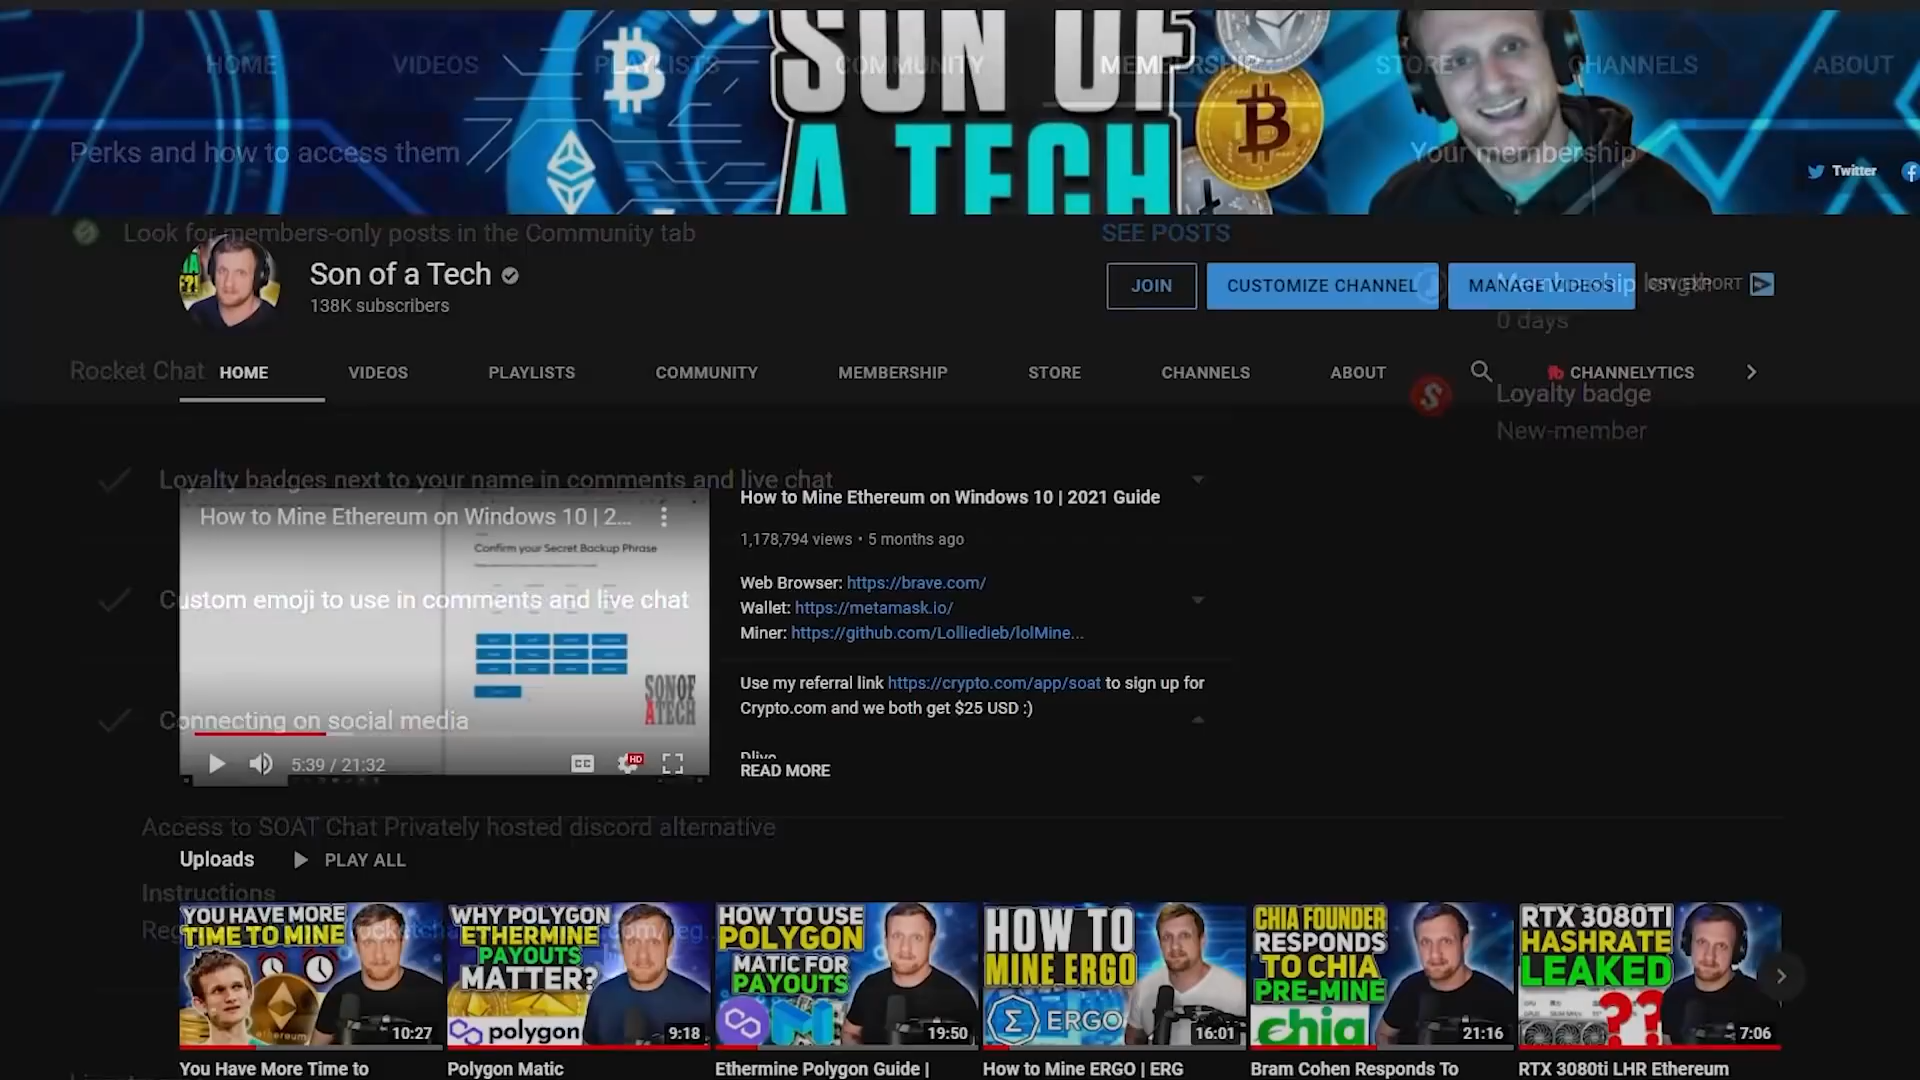 HOME VIDEOS PLAYLISTS COMMUNITY MEMBERSHIP STORE CHANNELS ABOUT
SON OF
A TECH
Perks and how to access them
Your membership
Twitter
Look for members-only posts in the Community tab
SEE POSTS
Son of a Tech
138K subscribers
JOIN
CUSTOMIZE CHANNEL
MANAGE VIDEOS
CSV EXPORT
Membership length
0 days
Rocket Chat
HOME VIDEOS PLAYLISTS COMMUNITY MEMBERSHIP STORE CHANNELS ABOUT CHANNELYTICS
Loyalty badge
New-member
Loyalty badges next to your name in comments and live chat
How to Mine Ethereum on Windows 10 | 2...
Confirm your Secret Backup Phrase
Custom emoji to use in comments and live chat
SON OF
A TECH
Connecting on social media
5:39 / 21:32
CC
HD
How to Mine Ethereum on Windows 10 | 2021 Guide
1,178,794 views • 5 months ago
Web Browser: https://brave.com/
Wallet: https://metamask.io/
Miner: https://github.com/Lolliedieb/lolMine...
Use my referral link https://crypto.com/app/soat to sign up for
Crypto.com and we both get $25 USD :)
Dlive
READ MORE
Access to SOAT Chat Privately hosted discord alternative
Uploads PLAY ALL
Instructions
YOU HAVE MORE
TIME TO MINE
ethereum
10:27
You Have More Time to
WHY POLYGON
ETHERMINE
PAYOUTS
MATTER?
polygon
9:18
Polygon Matic
HOW TO USE
POLYGON
MATIC FOR
PAYOUTS
19:50
Ethermine Polygon Guide |
HOW TO
MINE ERGO
ERGO
16:01
How to Mine ERGO | ERG
CHIA FOUNDER
RESPONDS
TO CHIA
PRE-MINE
chia
21:16
Bram Cohen Responds To
RTX 3080TI
HASHRATE
LEAKED
??
7:06
RTX 3080ti LHR Ethereum